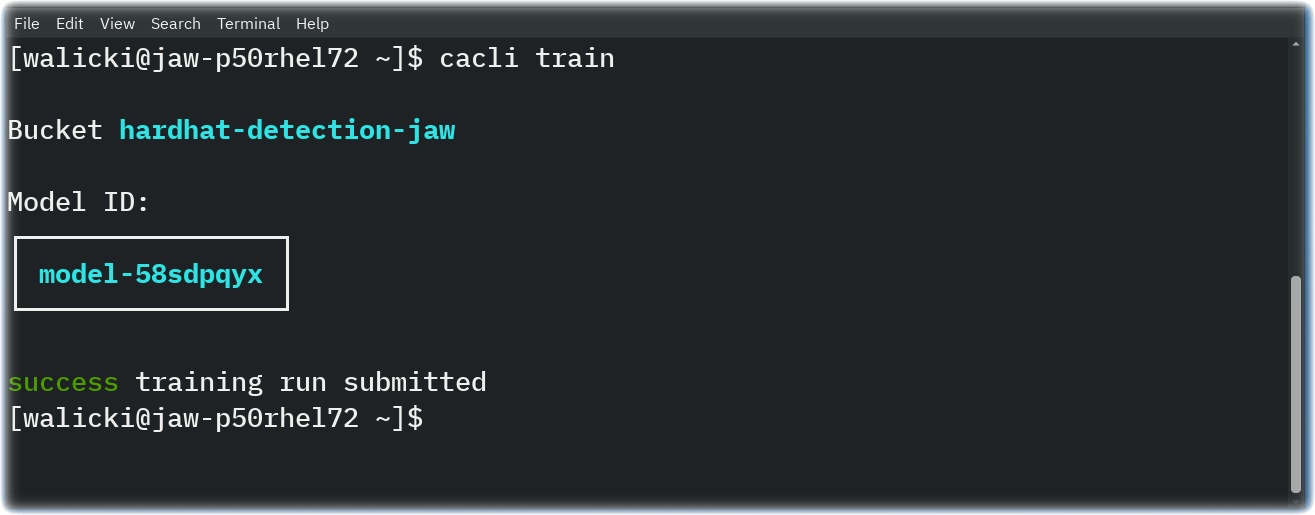 File Edit View Search Terminal Help
[walicki@jaw-p50rhel72 ~]$ cacli train
Bucket hardhat-detection-jaw
Model ID:
model-58sdpqyx
success training run submitted
[walicki@jaw-p50rhel72 ~]$